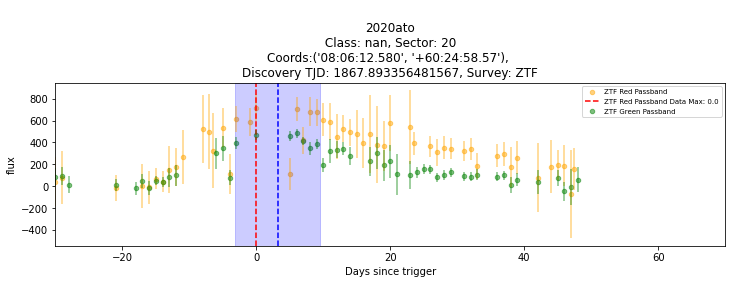 2020ato
Class: nan, Sector: 20
Coords:('08:06:12.580', '+60:24:58.57'),
Discovery TJD: 1867.893356481567, Survey: ZTF
ZTF Red Passband
ZTF Red Passband Data Max: 0.0
ZTF Green Passband
flux
800
600
400
200
0
−200
−400
−20
0
20
40
60
Days since trigger